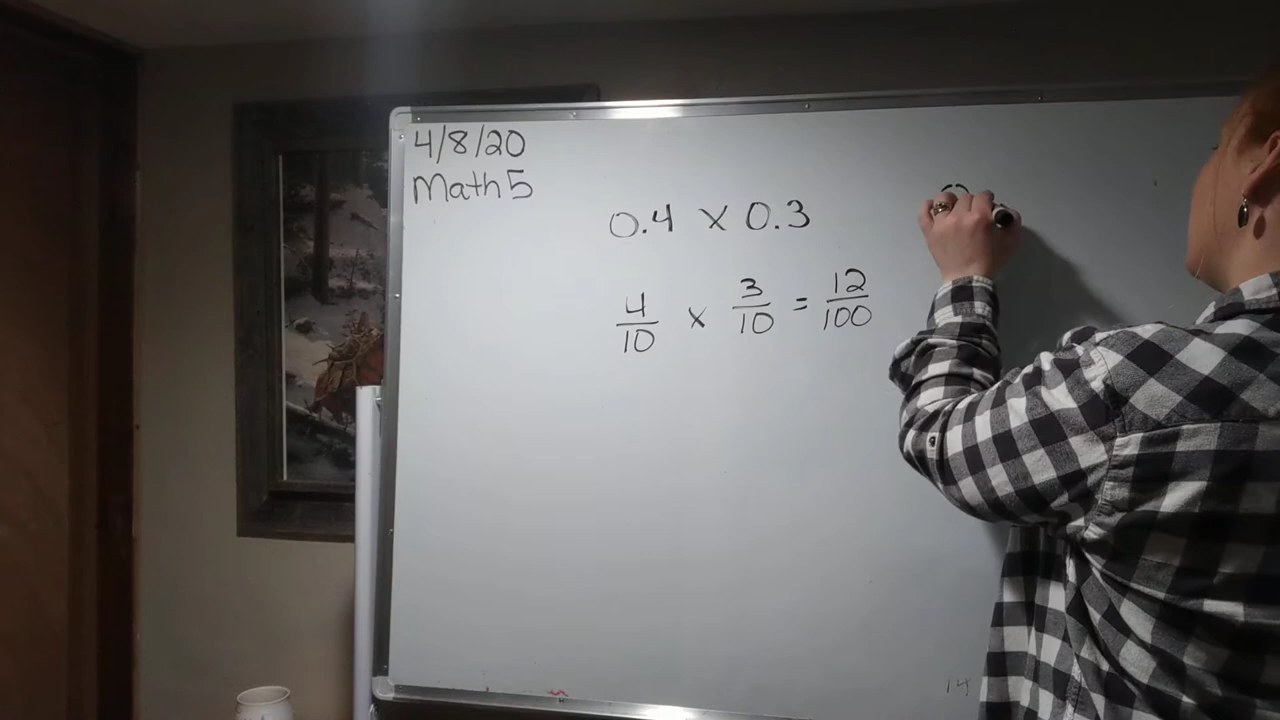 4/8/20
Math 5
0.4 x 0.3
4/10 x 3/10 = 12/100
14